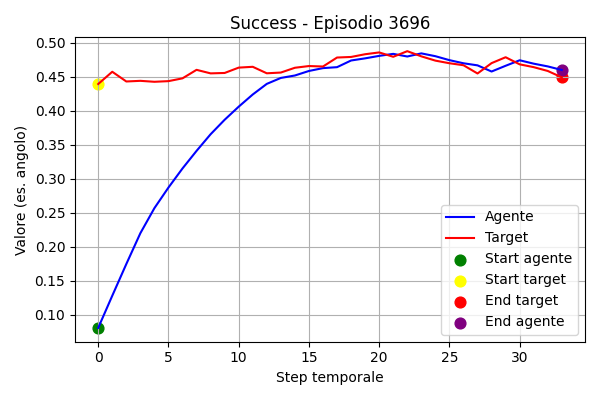 Success - Episodio 3696
Valore (es. angolo)
0.50
0.45
0.40
0.35
0.30
0.25
0.20
0.15
0.10
0
5
10
15
20
25
30
Step temporale
Agente
Target
Start agente
Start target
End target
End agente